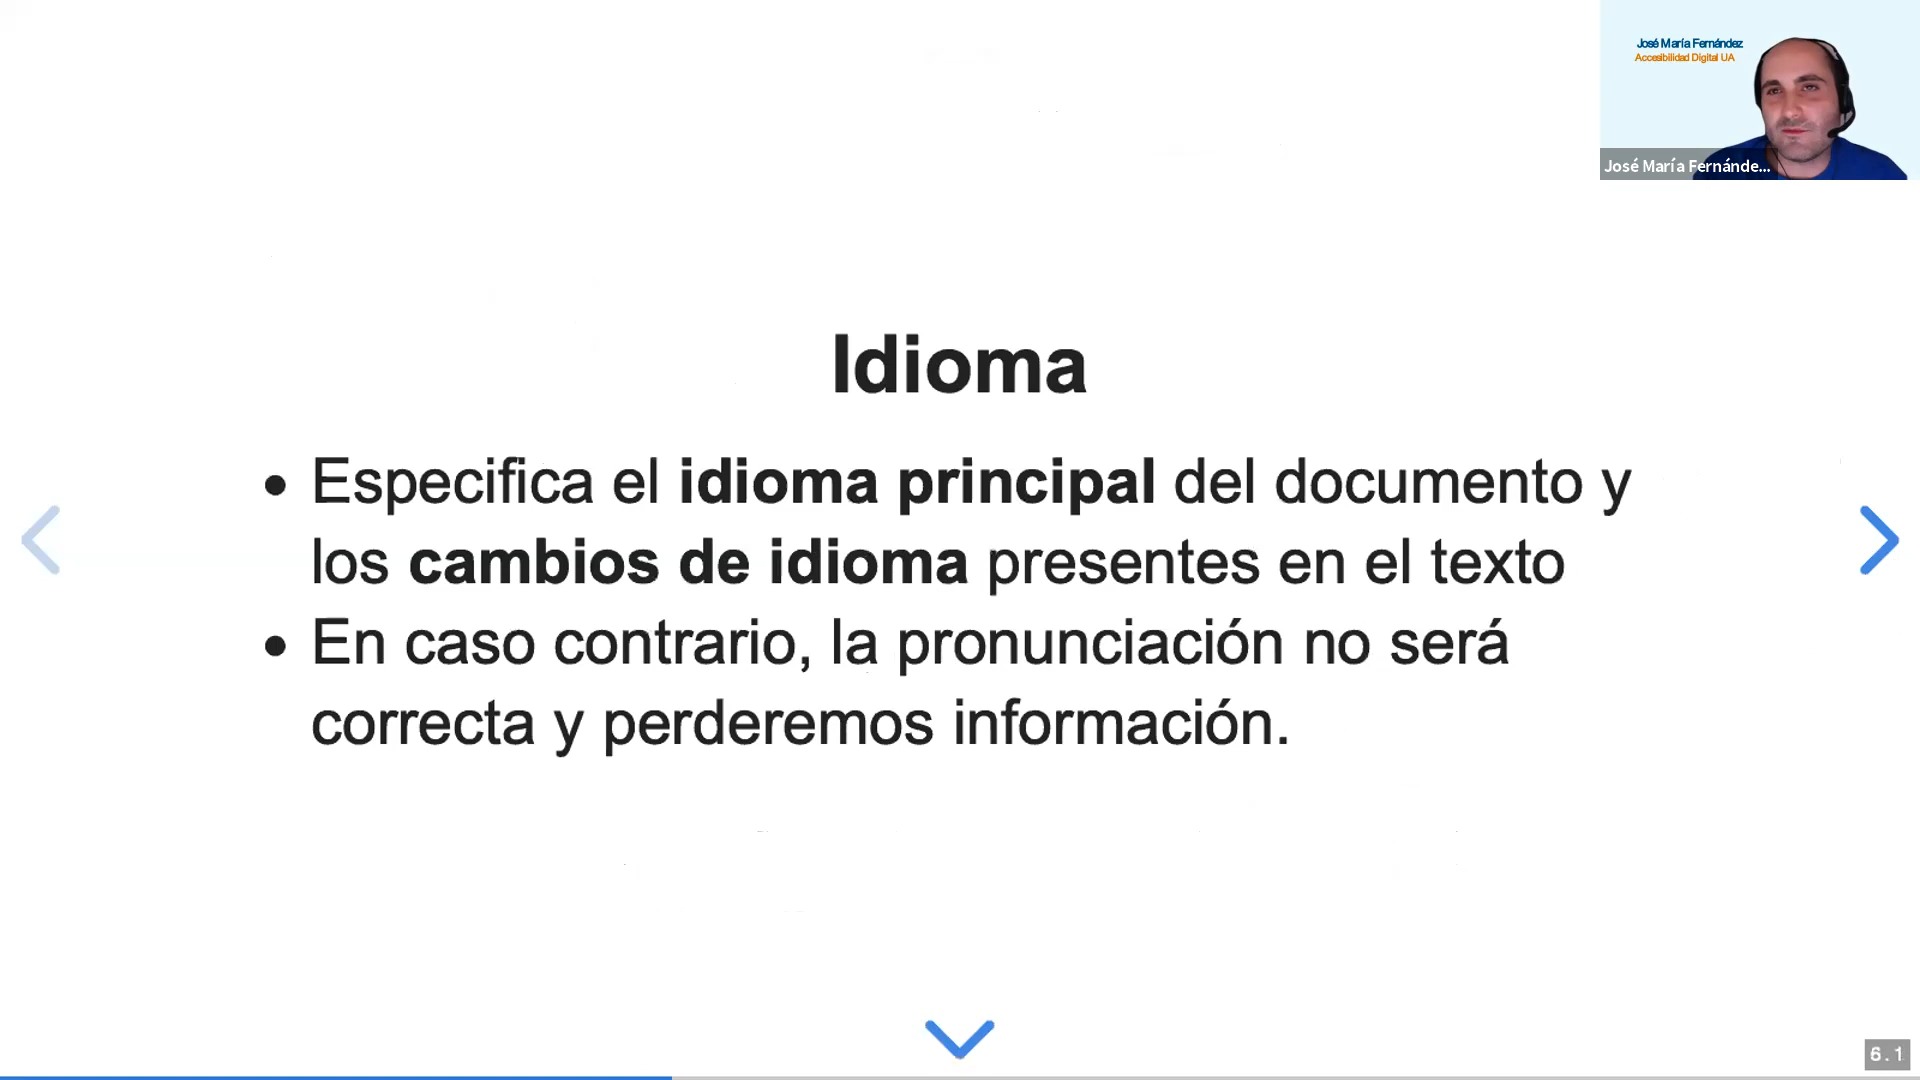 José María Fernández
Accesibilidad Digital UA
José María Fernánde...
Idioma
• Especifica el idioma principal del documento y
los cambios de idioma presentes en el texto
• En caso contrario, la pronunciación no será
correcta y perderemos información.
6.1